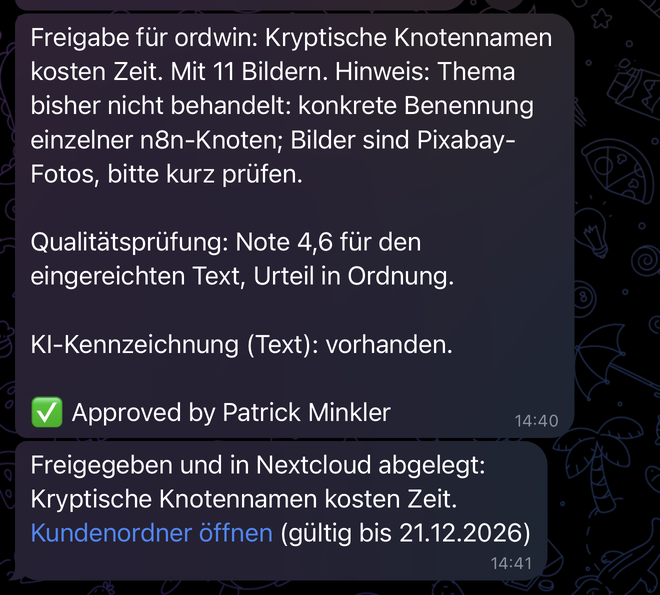 Freigabe für ordwin: Kryptische Knotennamen
kosten Zeit. Mit 11 Bildern. Hinweis: Thema
bisher nicht behandelt: konkrete Benennung
einzelner n8n-Knoten; Bilder sind Pixabay-
Fotos, bitte kurz prüfen.

Qualitätsprüfung: Note 4,6 für den
eingereichten Text, Urteil in Ordnung.

KI-Kennzeichnung (Text): vorhanden.

✅ Approved by Patrick Minkler
14:40
Freigegeben und in Nextcloud abgelegt:
Kryptische Knotennamen kosten Zeit.
Kundenordner öffnen (gültig bis 21.12.2026)
14:41